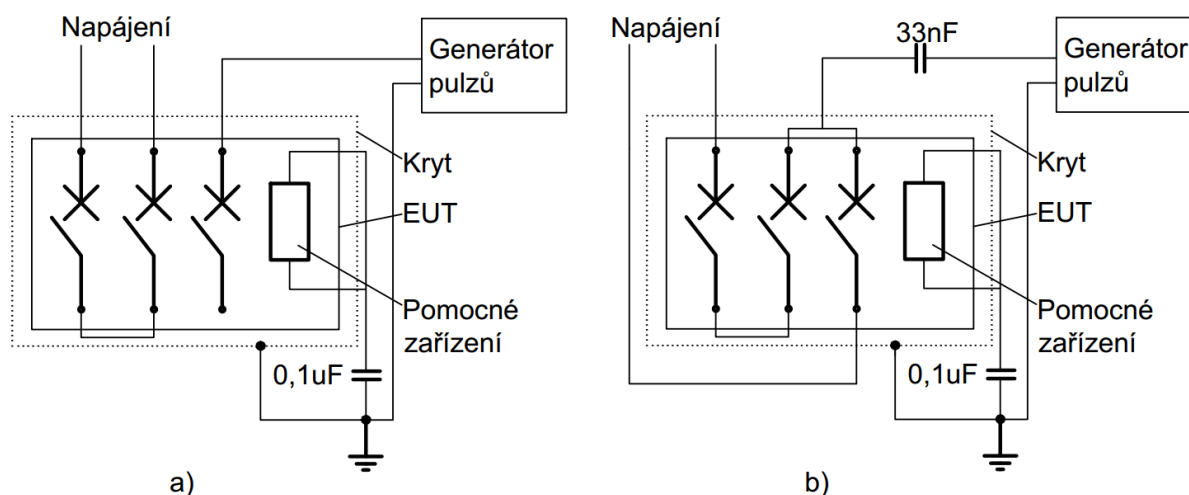 Napájení
Generátor
pulzů
Kryt
EUT
Pomocné
zařízení
0,1uF
a)
Napájení
33nF
Generátor
pulzů
Kryt
EUT
Pomocné
zařízení
0,1uF
b)